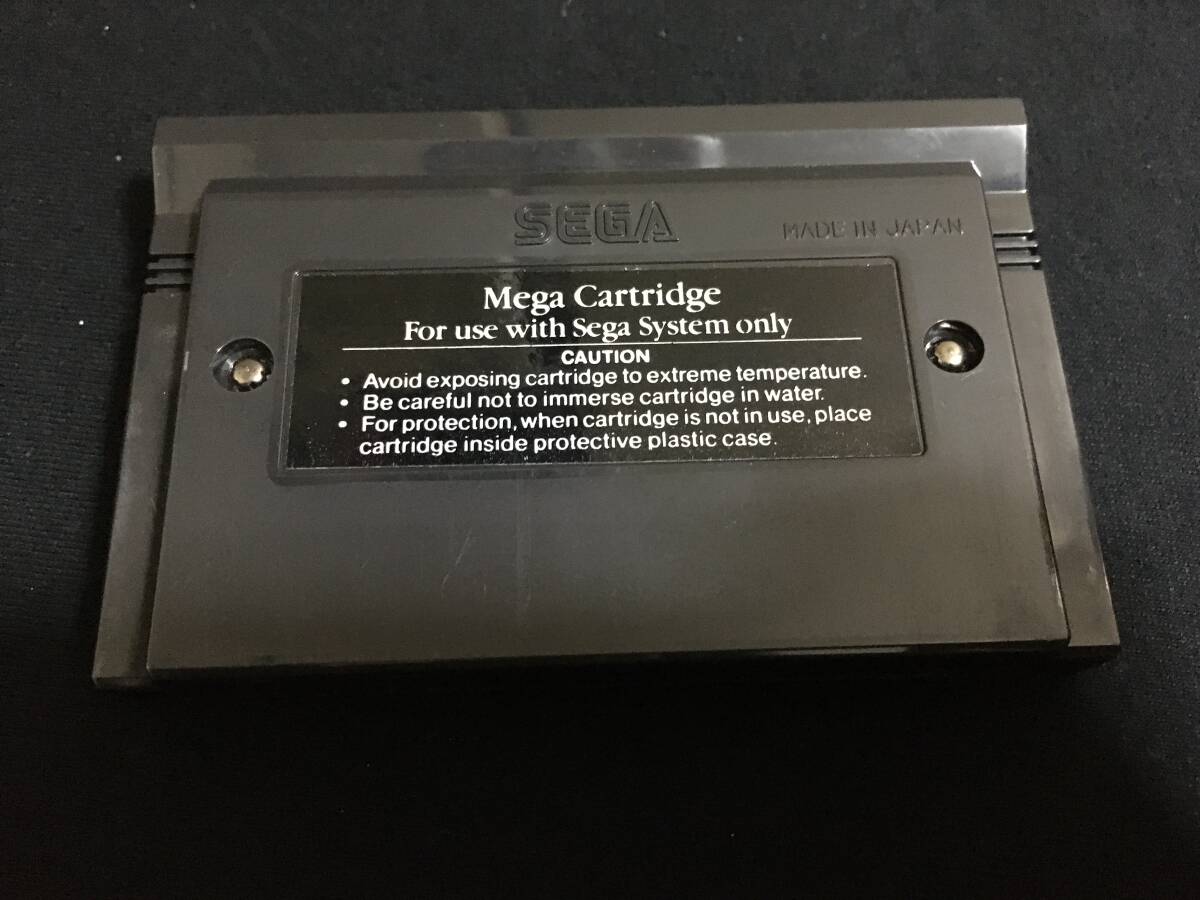 SEGA
MADE IN JAPAN
Mega Cartridge
For use with Sega System only
CAUTION
• Avoid exposing cartridge to extreme temperature.
• Be careful not to immerse cartridge in water.
• For protection, when cartridge is not in use, place
cartridge inside protective plastic case.